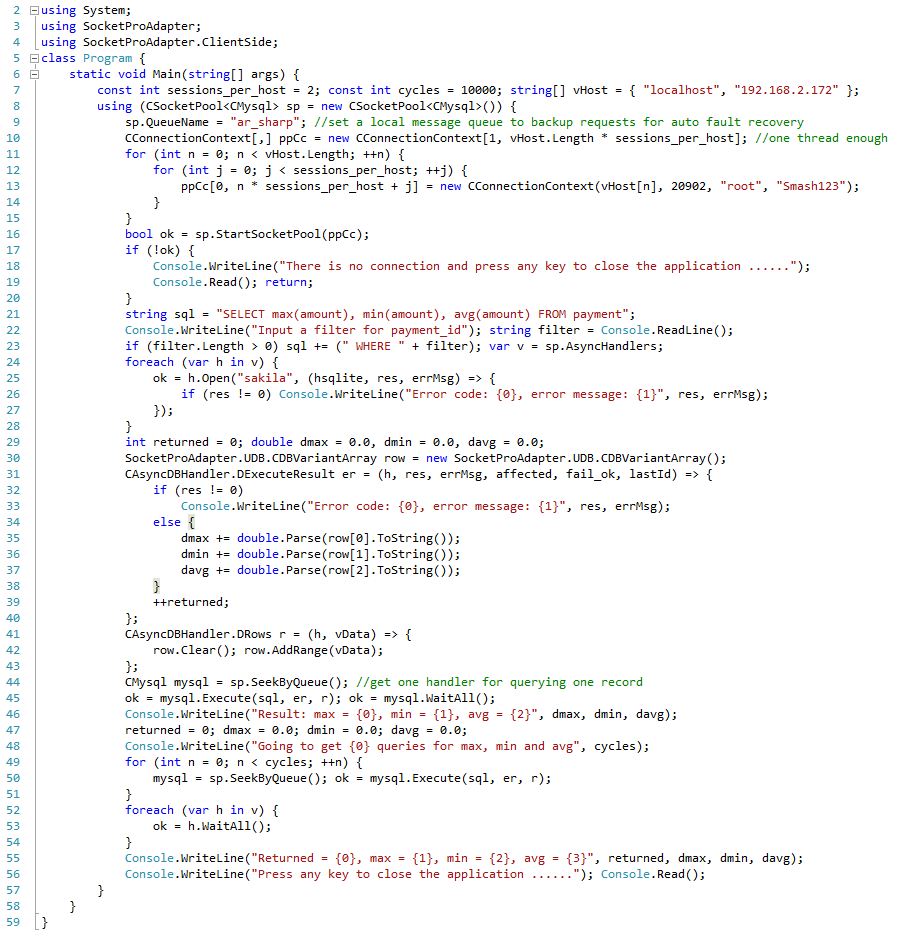 2 using System;
3 using SocketProAdapter;
4 using SocketProAdapter.ClientSide;
5 class Program {
6     static void Main(string[] args) {
7         const int sessions_per_host = 2; const int cycles = 10000; string[] vHost = { "localhost", "192.168.2.172" };
8         using (CSocketPool<CMysql> sp = new CSocketPool<CMysql>()) {
9             sp.QueueName = "ar_sharp"; //set a local message queue to backup requests for auto fault recovery
10             CConnectionContext[,] ppCc = new CConnectionContext[1, vHost.Length * sessions_per_host]; //one thread enough
11             for (int n = 0; n < vHost.Length; ++n) {
12                 for (int j = 0; j < sessions_per_host; ++j) {
13                     ppCc[0, n * sessions_per_host + j] = new CConnectionContext(vHost[n], 20902, "root", "Smash123");
14                 }
15             }
16             bool ok = sp.StartSocketPool(ppCc);
17             if (!ok) {
18                 Console.WriteLine("There is no connection and press any key to close the application ......");
19                 Console.Read(); return;
20             }
21             string sql = "SELECT max(amount), min(amount), avg(amount) FROM payment";
22             Console.WriteLine("Input a filter for payment_id"); string filter = Console.ReadLine();
23             if (filter.Length > 0) sql += (" WHERE " + filter); var v = sp.AsyncHandlers;
24             foreach (var h in v) {
25                 ok = h.Open("sakila", (hsqlite, res, errMsg) => {
26                     if (res != 0) Console.WriteLine("Error code: {0}, error message: {1}", res, errMsg);
27                 });
28             }
29             int returned = 0; double dmax = 0.0, dmin = 0.0, davg = 0.0;
30             SocketProAdapter.UDB.CDBVariantArray row = new SocketProAdapter.UDB.CDBVariantArray();
31             CAsyncDBHandler.DExecuteResult er = (h, res, errMsg, affected, fail_ok, lastId) => {
32                 if (res != 0)
33                     Console.WriteLine("Error code: {0}, error message: {1}", res, errMsg);
34                 else {
35                     dmax += double.Parse(row[0].ToString());
36                     dmin += double.Parse(row[1].ToString());
37                     davg += double.Parse(row[2].ToString());
38                 }
39                 ++returned;
40             };
41             CAsyncDBHandler.DRows r = (h, vData) => {
42                 row.Clear(); row.AddRange(vData);
43             };
44             CMysql mysql = sp.SeekByQueue(); //get one handler for querying one record
45             ok = mysql.Execute(sql, er, r); ok = mysql.WaitAll();
46             Console.WriteLine("Result: max = {0}, min = {1}, avg = {2}", dmax, dmin, davg);
47             returned = 0; dmax = 0.0; dmin = 0.0; davg = 0.0;
48             Console.WriteLine("Going to get {0} queries for max, min and avg", cycles);
49             for (int n = 0; n < cycles; ++n) {
50                 mysql = sp.SeekByQueue(); ok = mysql.Execute(sql, er, r);
51             }
52             foreach (var h in v) {
53                 ok = h.WaitAll();
54             }
55             Console.WriteLine("Returned = {0}, max = {1}, min = {2}, avg = {3}", returned, dmax, dmin, davg);
56             Console.WriteLine("Press any key to close the application ......"); Console.Read();
57         }
58     }
59 }